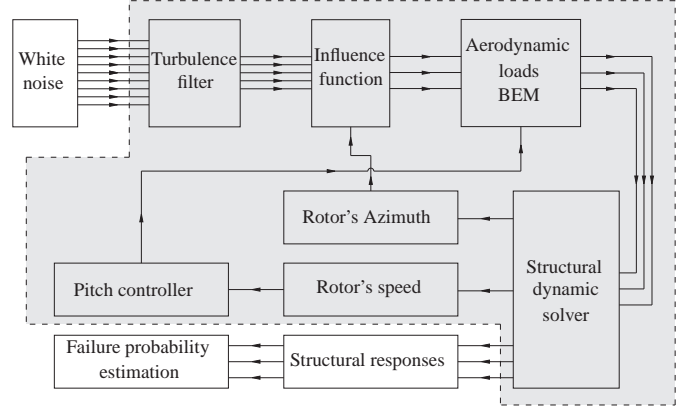 White
noise
Turbulence
filter
Influence
function
Aerodynamic
loads
BEM
Rotor's Azimuth
Pitch controller
Rotor's speed
Structural
dynamic
solver
Failure probability
estimation
Structural responses